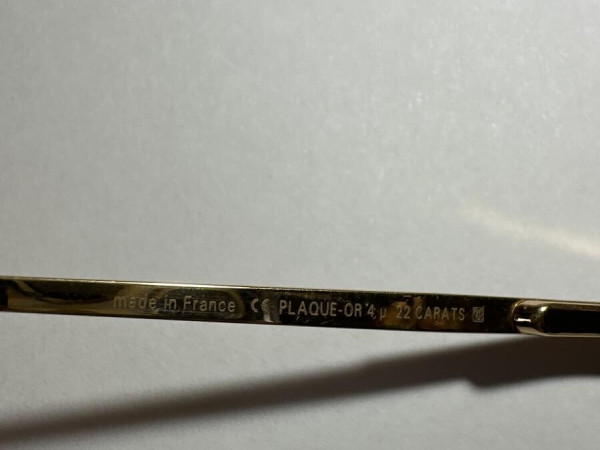 made in France CE PLAQUE-OR 4 µ 22 CARATS